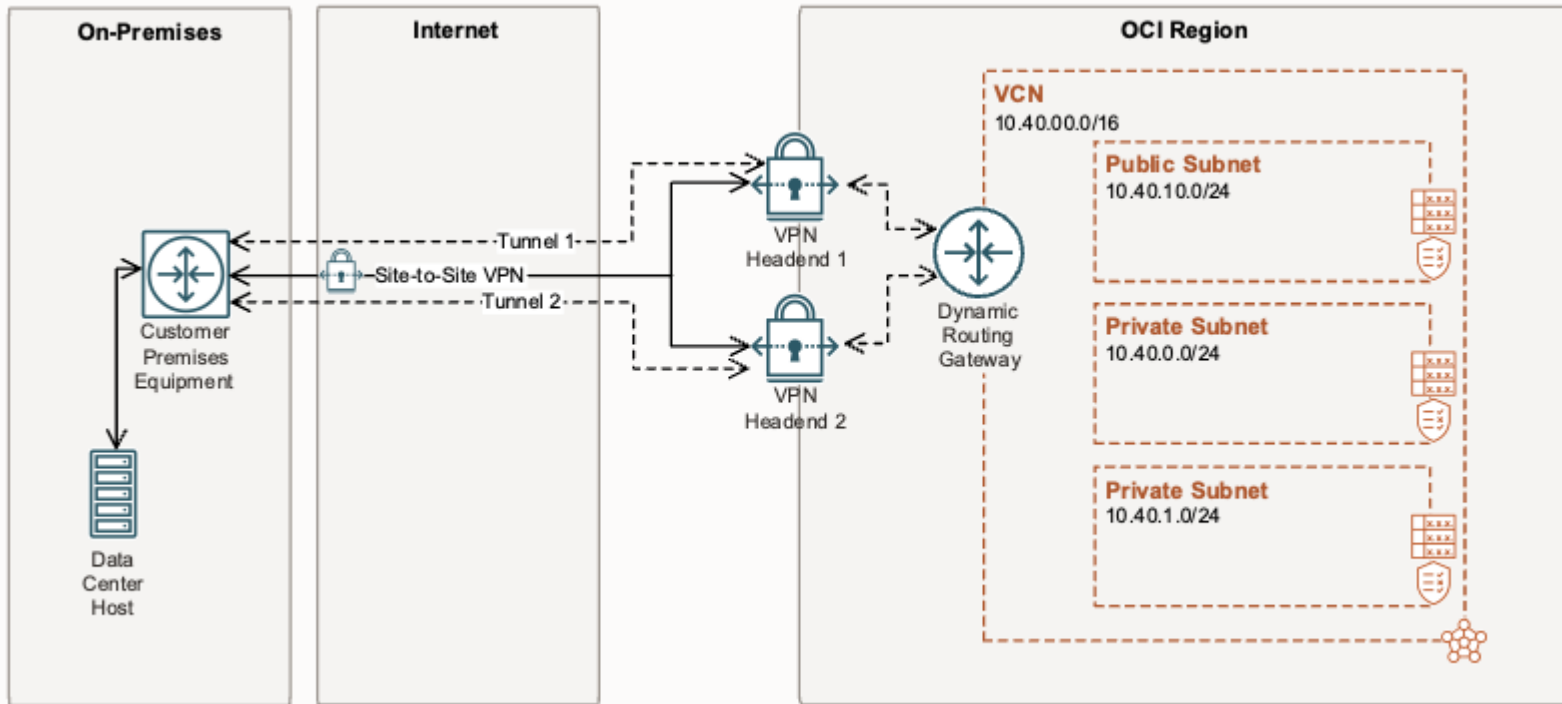 On-Premises
Internet
OCI Region
VCN
10.40.00.0/16
Public Subnet
10.40.10.0/24
Tunnel 1
Site-to-Site VPN
Tunnel 2
VPN
Headend 1
VPN
Headend 2
Dynamic
Routing
Gateway
Customer
Premises
Equipment
Private Subnet
10.40.0.0/24
Private Subnet
10.40.1.0/24
Data
Center
Host